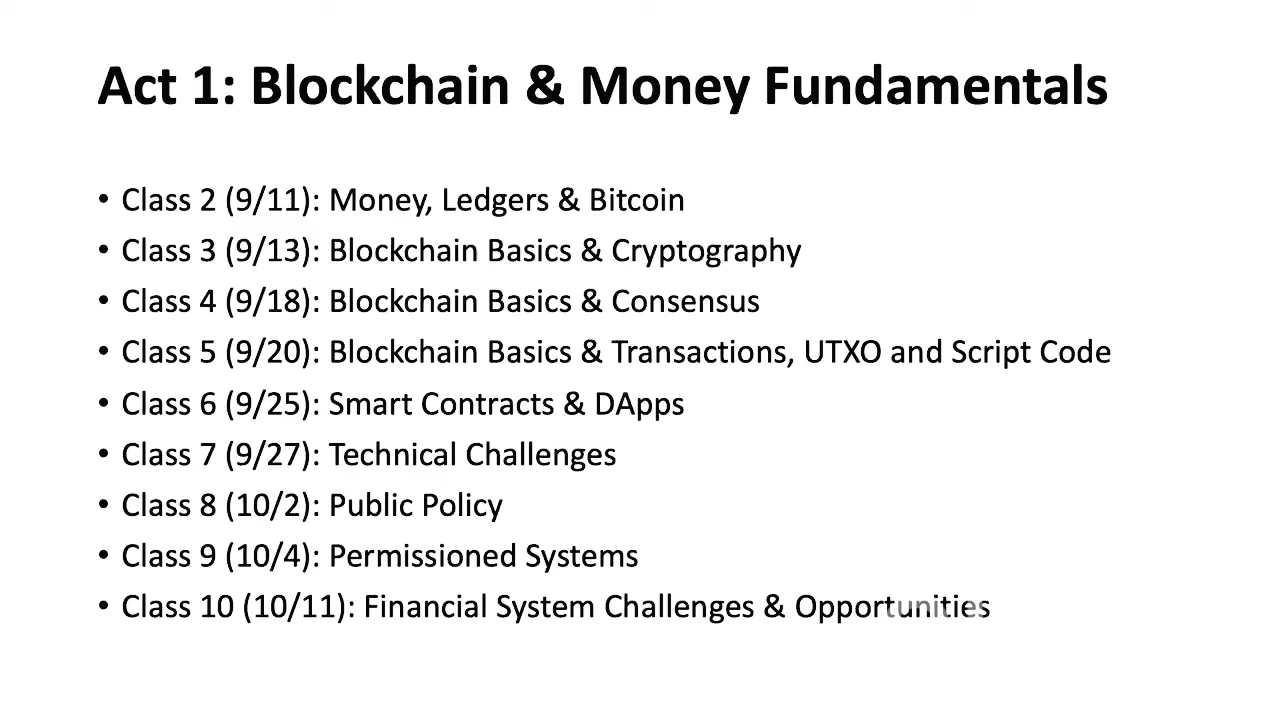 Act 1: Blockchain & Money Fundamentals
• Class 2 (9/11): Money, Ledgers & Bitcoin
• Class 3 (9/13): Blockchain Basics & Cryptography
• Class 4 (9/18): Blockchain Basics & Consensus
• Class 5 (9/20): Blockchain Basics & Transactions, UTXO and Script Code
• Class 6 (9/25): Smart Contracts & DApps
• Class 7 (9/27): Technical Challenges
• Class 8 (10/2): Public Policy
• Class 9 (10/4): Permissioned Systems
• Class 10 (10/11): Financial System Challenges & Opportunities